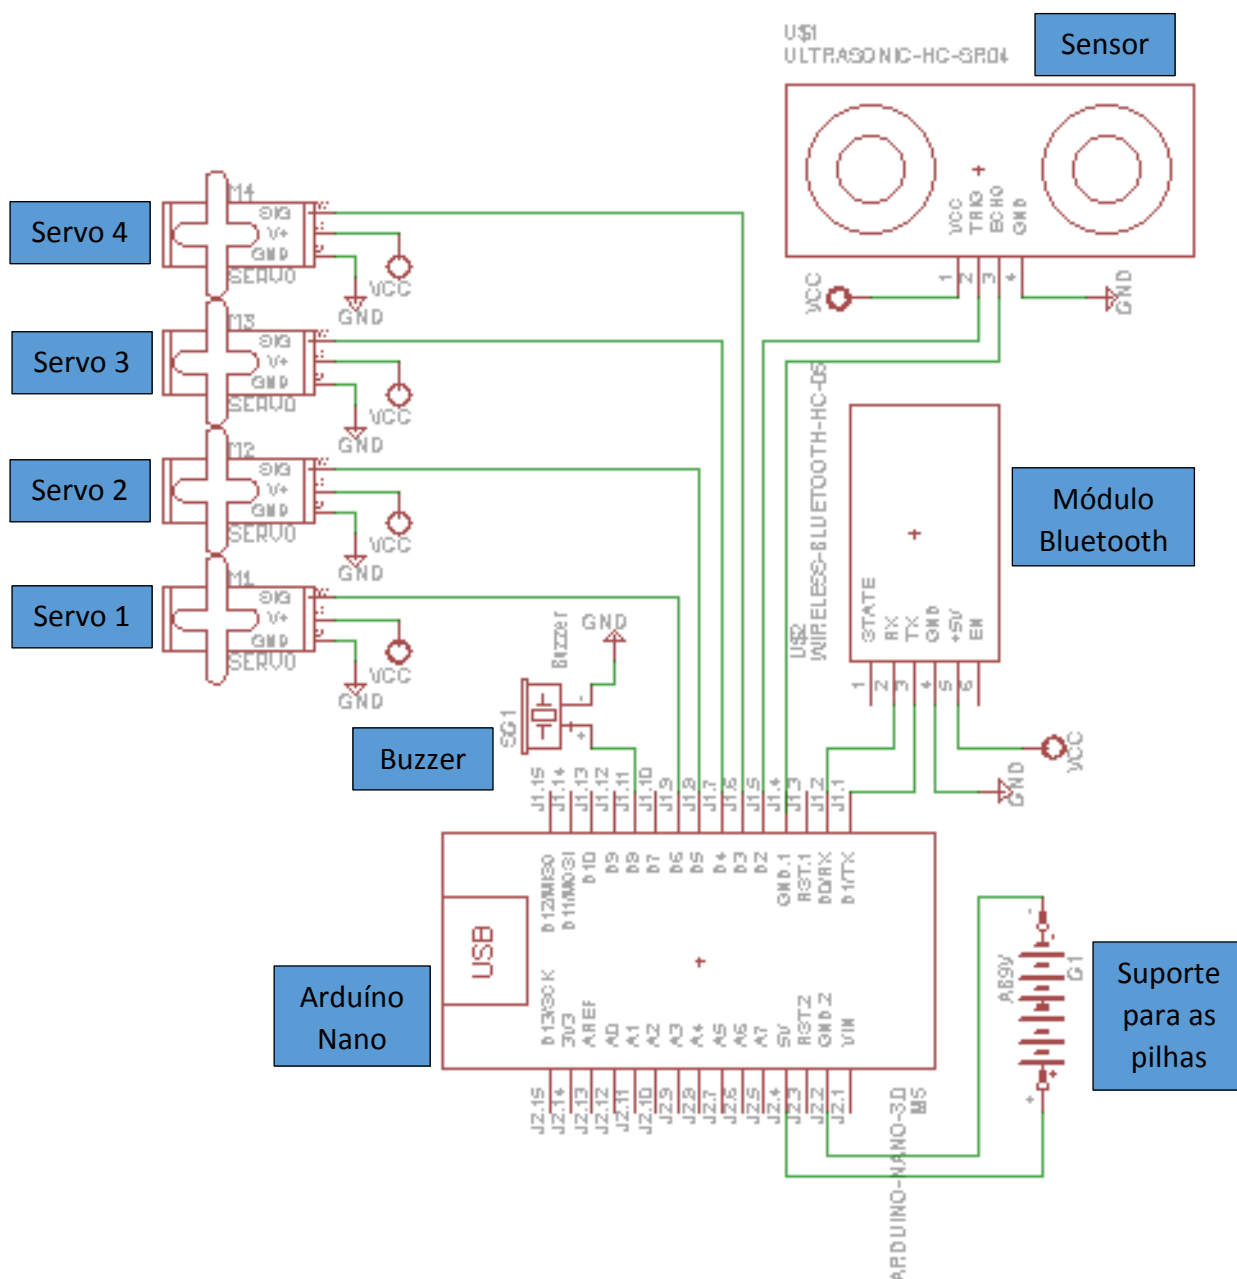 U$1
ULTRASONIC-HC-SR04
Sensor
VCC
TRIG
ECHO
GND
1
2
3
4
VCC
GND
Servo 4
M4
SIG
V+
GND
SERVO
VCC
GND
Servo 3
M3
SIG
V+
GND
SERVO
VCC
GND
Servo 2
M2
SIG
V+
GND
SERVO
VCC
GND
Servo 1
M1
SIG
V+
GND
SERVO
VCC
GND
U$2
WIRELESS-BLUETOOTH-HC-05
Módulo
Bluetooth
STATE
RX
TX
GND
+5V
EN
1
2
3
4
5
6
VCC
GND
Buzzer
SG1
BUZZER
GND
-
+
J1.15
J1.14
J1.13
J1.12
J1.11
J1.10
J1.9
J1.8
J1.7
J1.6
J1.5
J1.4
J1.3
J1.2
J1.1
D12/MISO
D11/MOSI
D10
D9
D8
D7
D6
D5
D4
D3
D2
GND.1
RST.1
D0/RX
D1/TX
USB
Arduíno
Nano
D13/SCK
3V3
AREF
A0
A1
A2
A3
A4
A5
A6
A7
5V
RST.2
GND.2
VIN
J2.15
J2.14
J2.13
J2.12
J2.11
J2.10
J2.9
J2.8
J2.7
J2.6
J2.5
J2.4
J2.3
J2.2
J2.1
M5
ARDUINO-NANO-3.0
AB9V
G1
-
+
Suporte
para as
pilhas